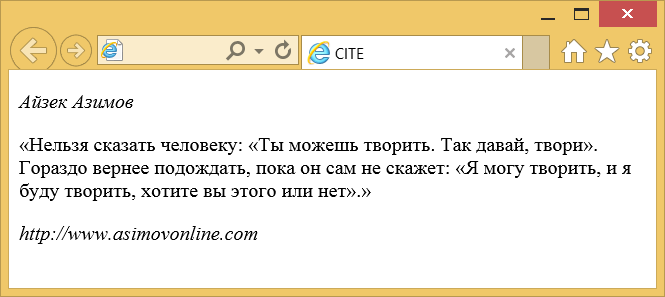 CITE
Айзек Азимов
«Нельзя сказать человеку: «Ты можешь творить. Так давай, твори».
Гораздо вернее подождать, пока он сам не скажет: «Я могу творить, и я
буду творить, хотите вы этого или нет».»
http://www.asimovonline.com